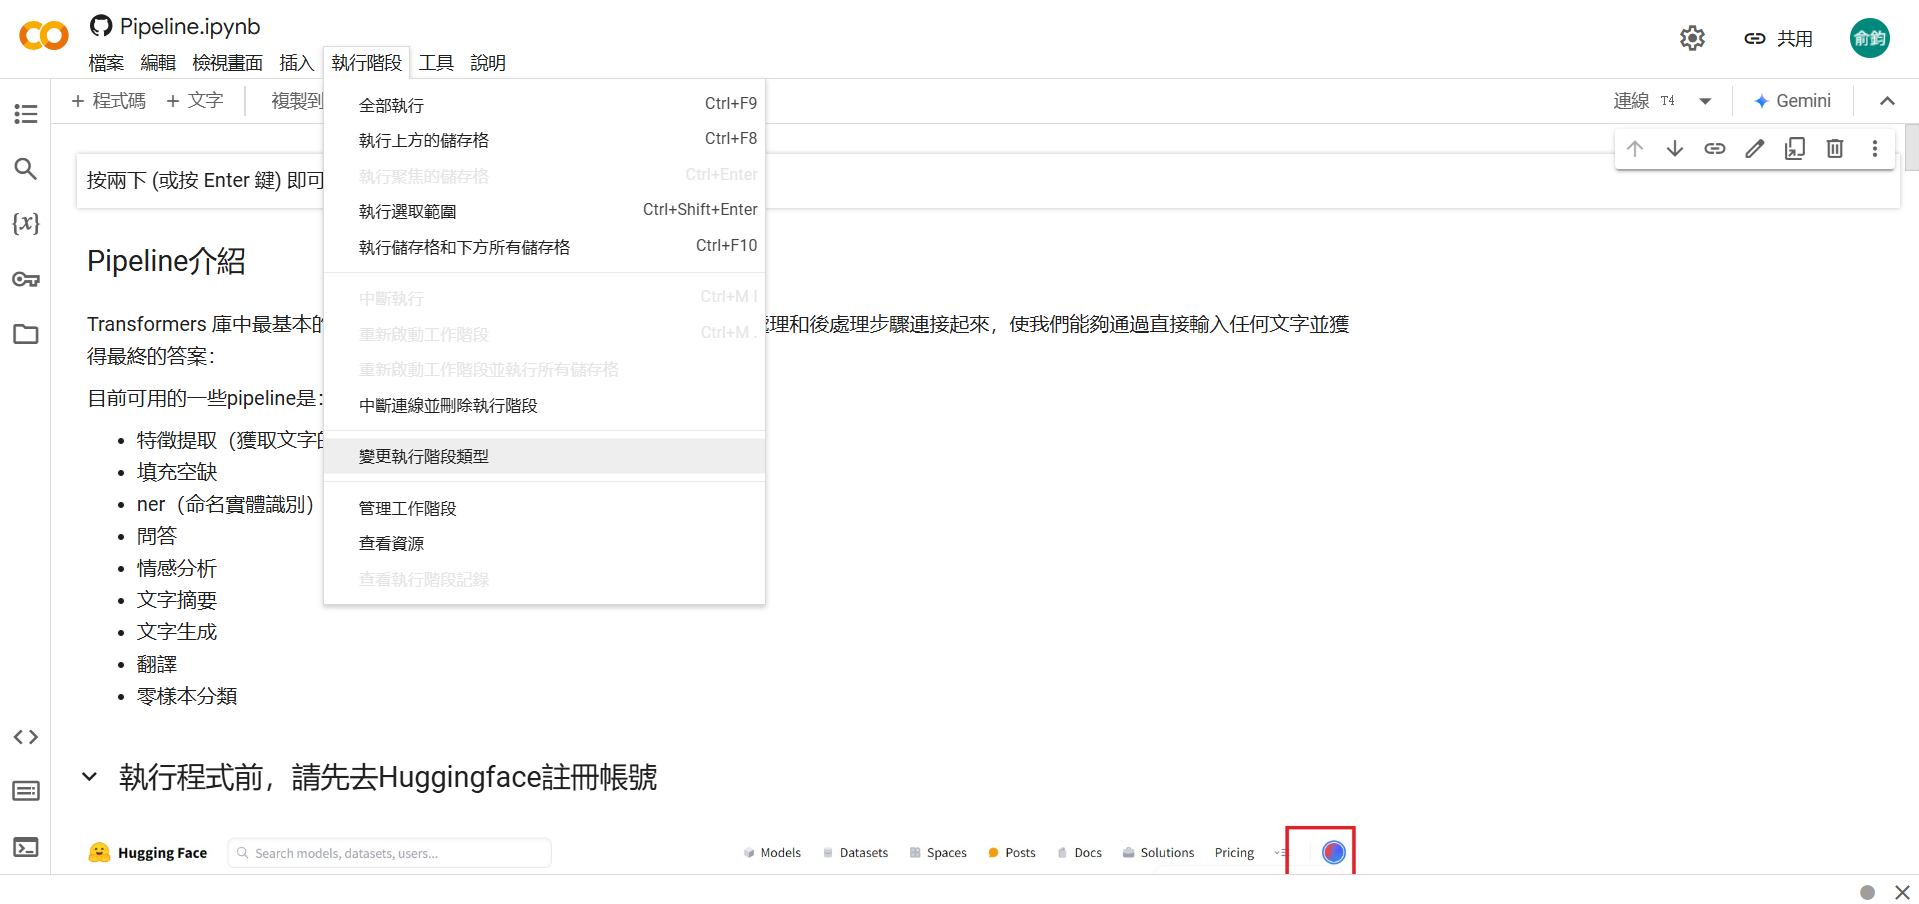 Pipeline.ipynb
檔案 編輯 檢視畫面 插入 執行階段 工具 說明
共用
俞鈞
+ 程式碼 + 文字 複製到
連線 T4 Gemini
全部執行 Ctrl+F9
執行上方的儲存格 Ctrl+F8
執行聚焦的儲存格 Ctrl+Enter
執行選取範圍 Ctrl+Shift+Enter
執行儲存格和下方所有儲存格 Ctrl+F10
中斷執行 Ctrl+M I
重新啟動工作階段 Ctrl+M .
重新啟動工作階段並執行所有儲存格
中斷連線並刪除執行階段
變更執行階段類型
管理工作階段
查看資源
查看執行階段記錄
按兩下 (或按 Enter 鍵) 即可
Pipeline介紹
Transformers 庫中最基本的 處理和後處理步驟連接起來，使我們能夠通過直接輸入任何文字並獲
得最終的答案：
目前可用的一些pipeline是：
特徵提取（獲取文字的
填充空缺
ner（命名實體識別）
問答
情感分析
文字摘要
文字生成
翻譯
零樣本分類
執行程式前，請先去Huggingface註冊帳號
Hugging Face Search models, datasets, users... Models Datasets Spaces Posts Docs Solutions Pricing